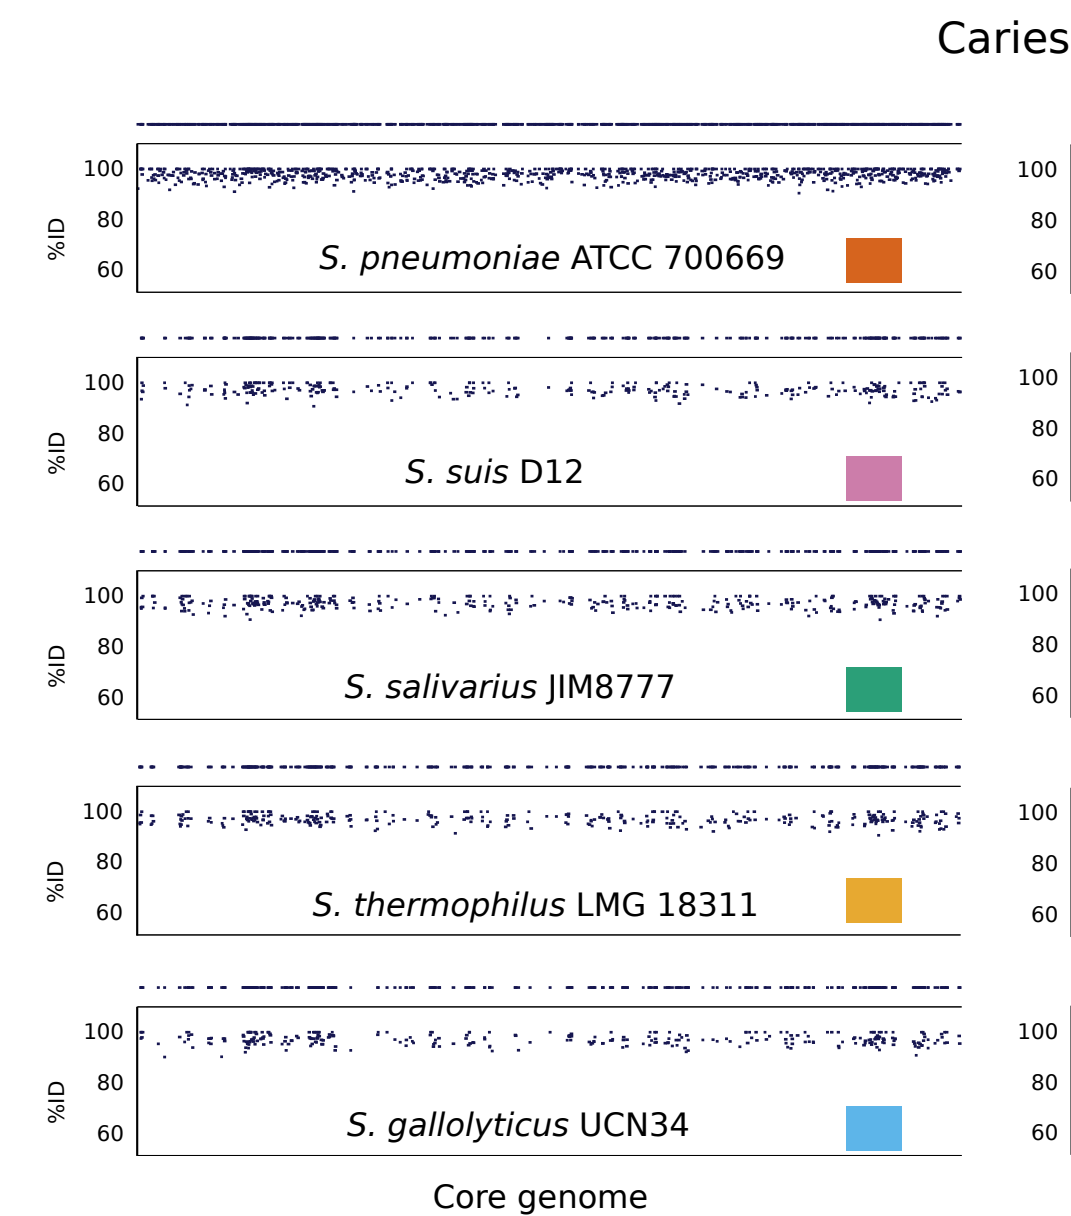 Caries
100
80
60
%ID
S. pneumoniae ATCC 700669
100
80
60
100
80
60
%ID
S. suis D12
100
80
60
100
80
60
%ID
S. salivarius JIM8777
100
80
60
100
80
60
%ID
S. thermophilus LMG 18311
100
80
60
100
80
60
%ID
S. gallolyticus UCN34
100
80
60
Core genome